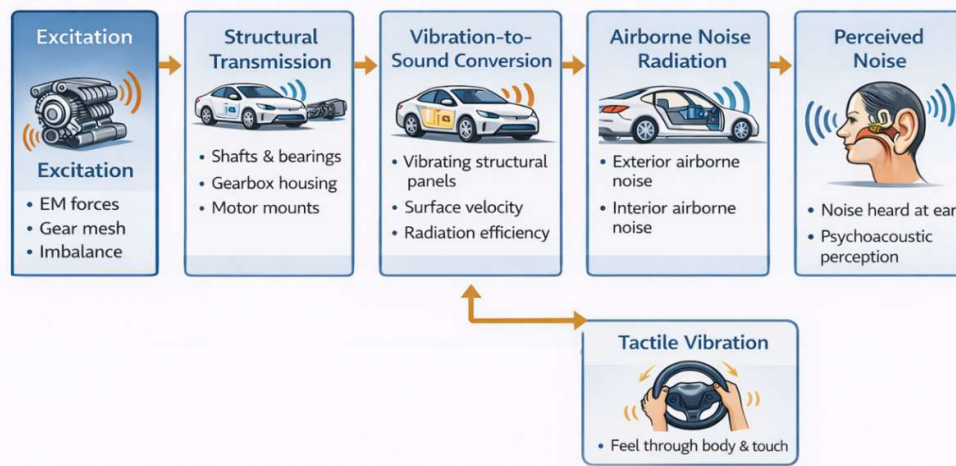 Excitation
Excitation
• EM forces
• Gear mesh
• Imbalance
Structural
Transmission
• Shafts & bearings
• Gearbox housing
• Motor mounts
Vibration-to-
Sound Conversion
• Vibrating structural
panels
• Surface velocity
• Radiation efficiency
Airborne Noise
Radiation
• Exterior airborne
noise
• Interior airborne
noise
Perceived
Noise
• Noise heard at ear
• Psychoacoustic
perception
Tactile Vibration
• Feel through body & touch